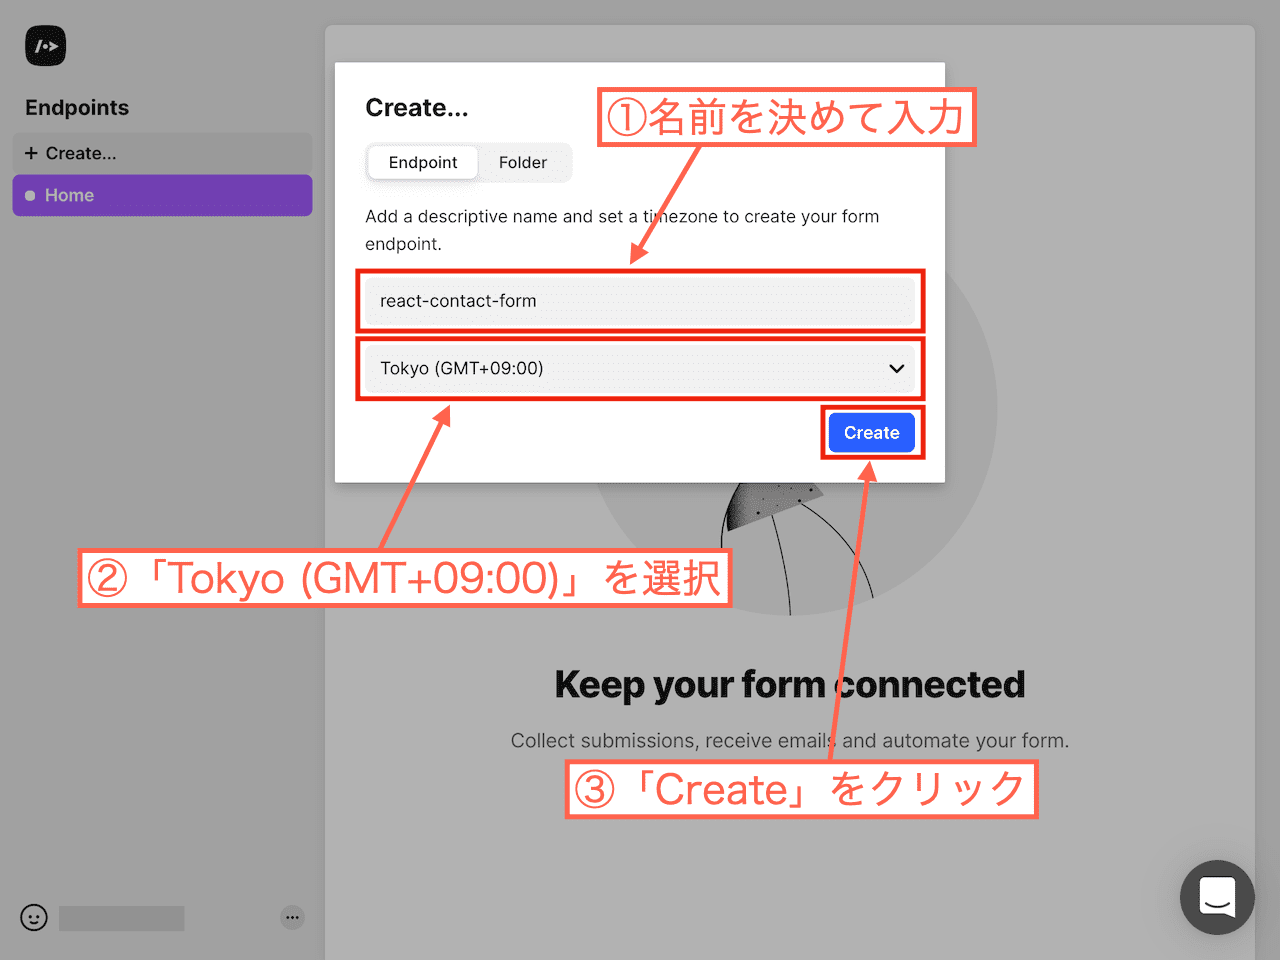 Endpoints
+ Create...
Home
Create...
①名前を決めて入力
Endpoint
Folder
Add a descriptive name and set a timezone to create your form
endpoint.
react-contact-form
Tokyo (GMT+09:00)
Create
②「Tokyo (GMT+09:00)」を選択
Keep your form connected
Collect submissions, receive emails and automate your form.
③「Create」をクリック